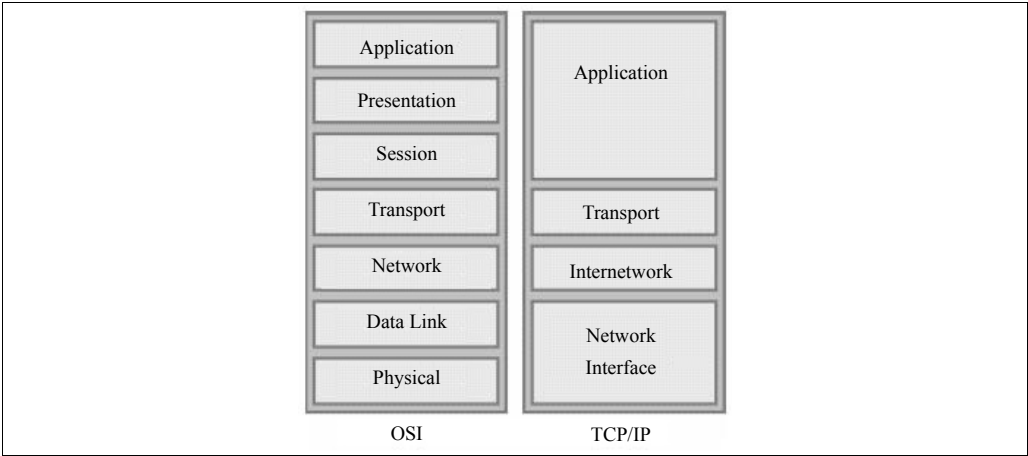 Application
Presentation
Session
Transport
Network
Data Link
Physical
OSI
Application
Transport
Internetwork
Network
Interface
TCP/IP